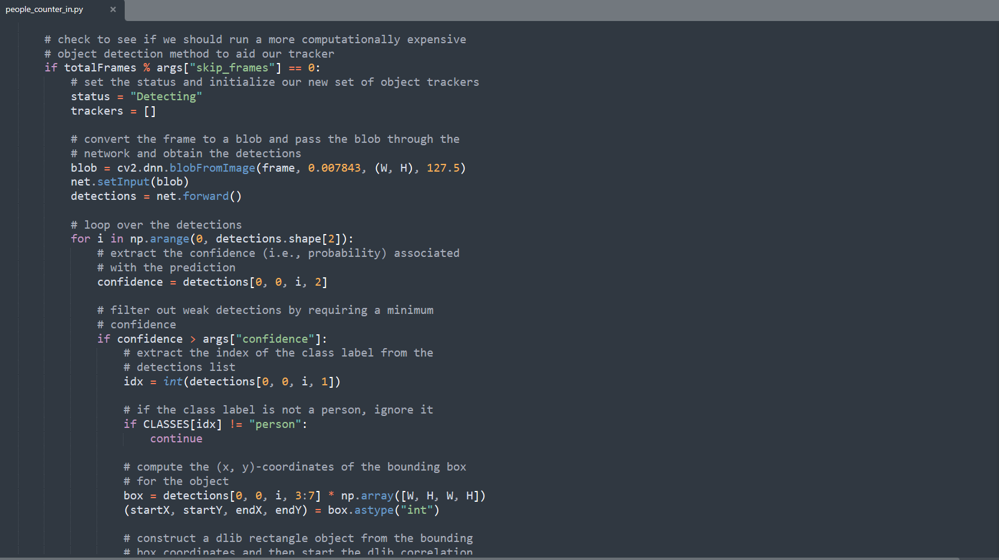 people_counter_in.py ×
# check to see if we should run a more computationally expensive
# object detection method to aid our tracker
if totalFrames % args["skip_frames"] == 0:
# set the status and initialize our new set of object trackers
status = "Detecting"
trackers = []
# convert the frame to a blob and pass the blob through the
# network and obtain the detections
blob = cv2.dnn.blobFromImage(frame, 0.007843, (W, H), 127.5)
net.setInput(blob)
detections = net.forward()
# loop over the detections
for i in np.arange(0, detections.shape[2]):
# extract the confidence (i.e., probability) associated
# with the prediction
confidence = detections[0, 0, i, 2]
# filter out weak detections by requiring a minimum
# confidence
if confidence > args["confidence"]:
# extract the index of the class label from the
# detections list
idx = int(detections[0, 0, i, 1])
# if the class label is not a person, ignore it
if CLASSES[idx] != "person":
continue
# compute the (x, y)-coordinates of the bounding box
# for the object
box = detections[0, 0, i, 3:7] * np.array([W, H, W, H])
(startX, startY, endX, endY) = box.astype("int")
# construct a dlib rectangle object from the bounding
# box coordinates and then start the dlib correlation